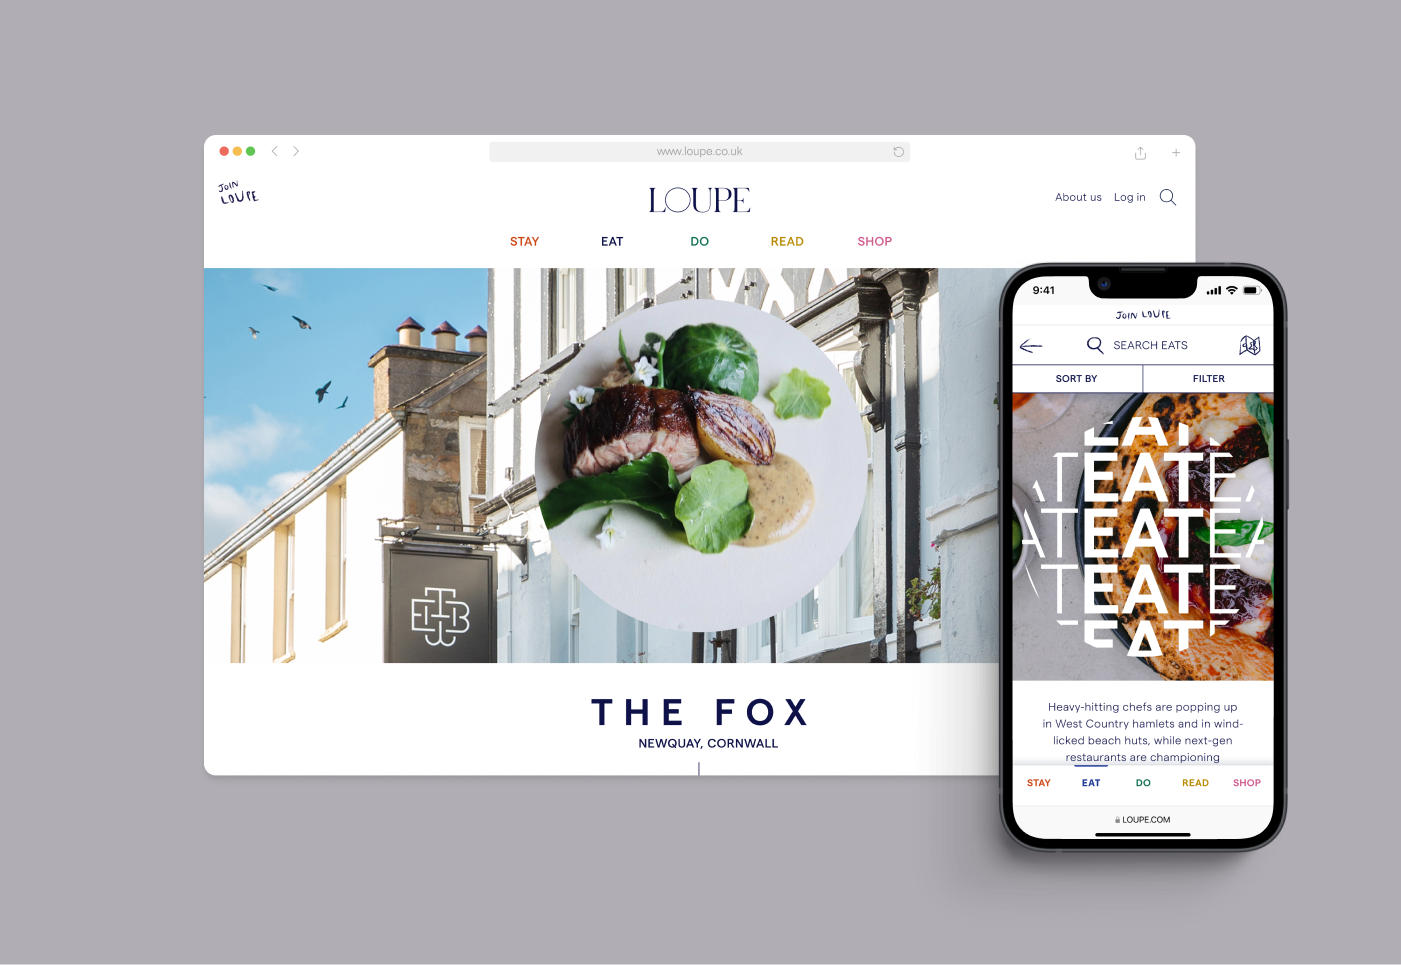 www.loupe.co.uk
JOIN
LOUPE
LOUPE
About us Log in
STAY EAT DO READ SHOP
THE FOX
NEWQUAY, CORNWALL
9:41
JOIN LOUPE
SEARCH EATS
SORT BY FILTER
EAT
TEATE
ATEATEA
TEATE
EAT
Heavy-hitting chefs are popping up
in West Country hamlets and in wind-
licked beach huts, while next-gen
restaurants are championing
STAY EAT DO READ SHOP
LOUPE.COM